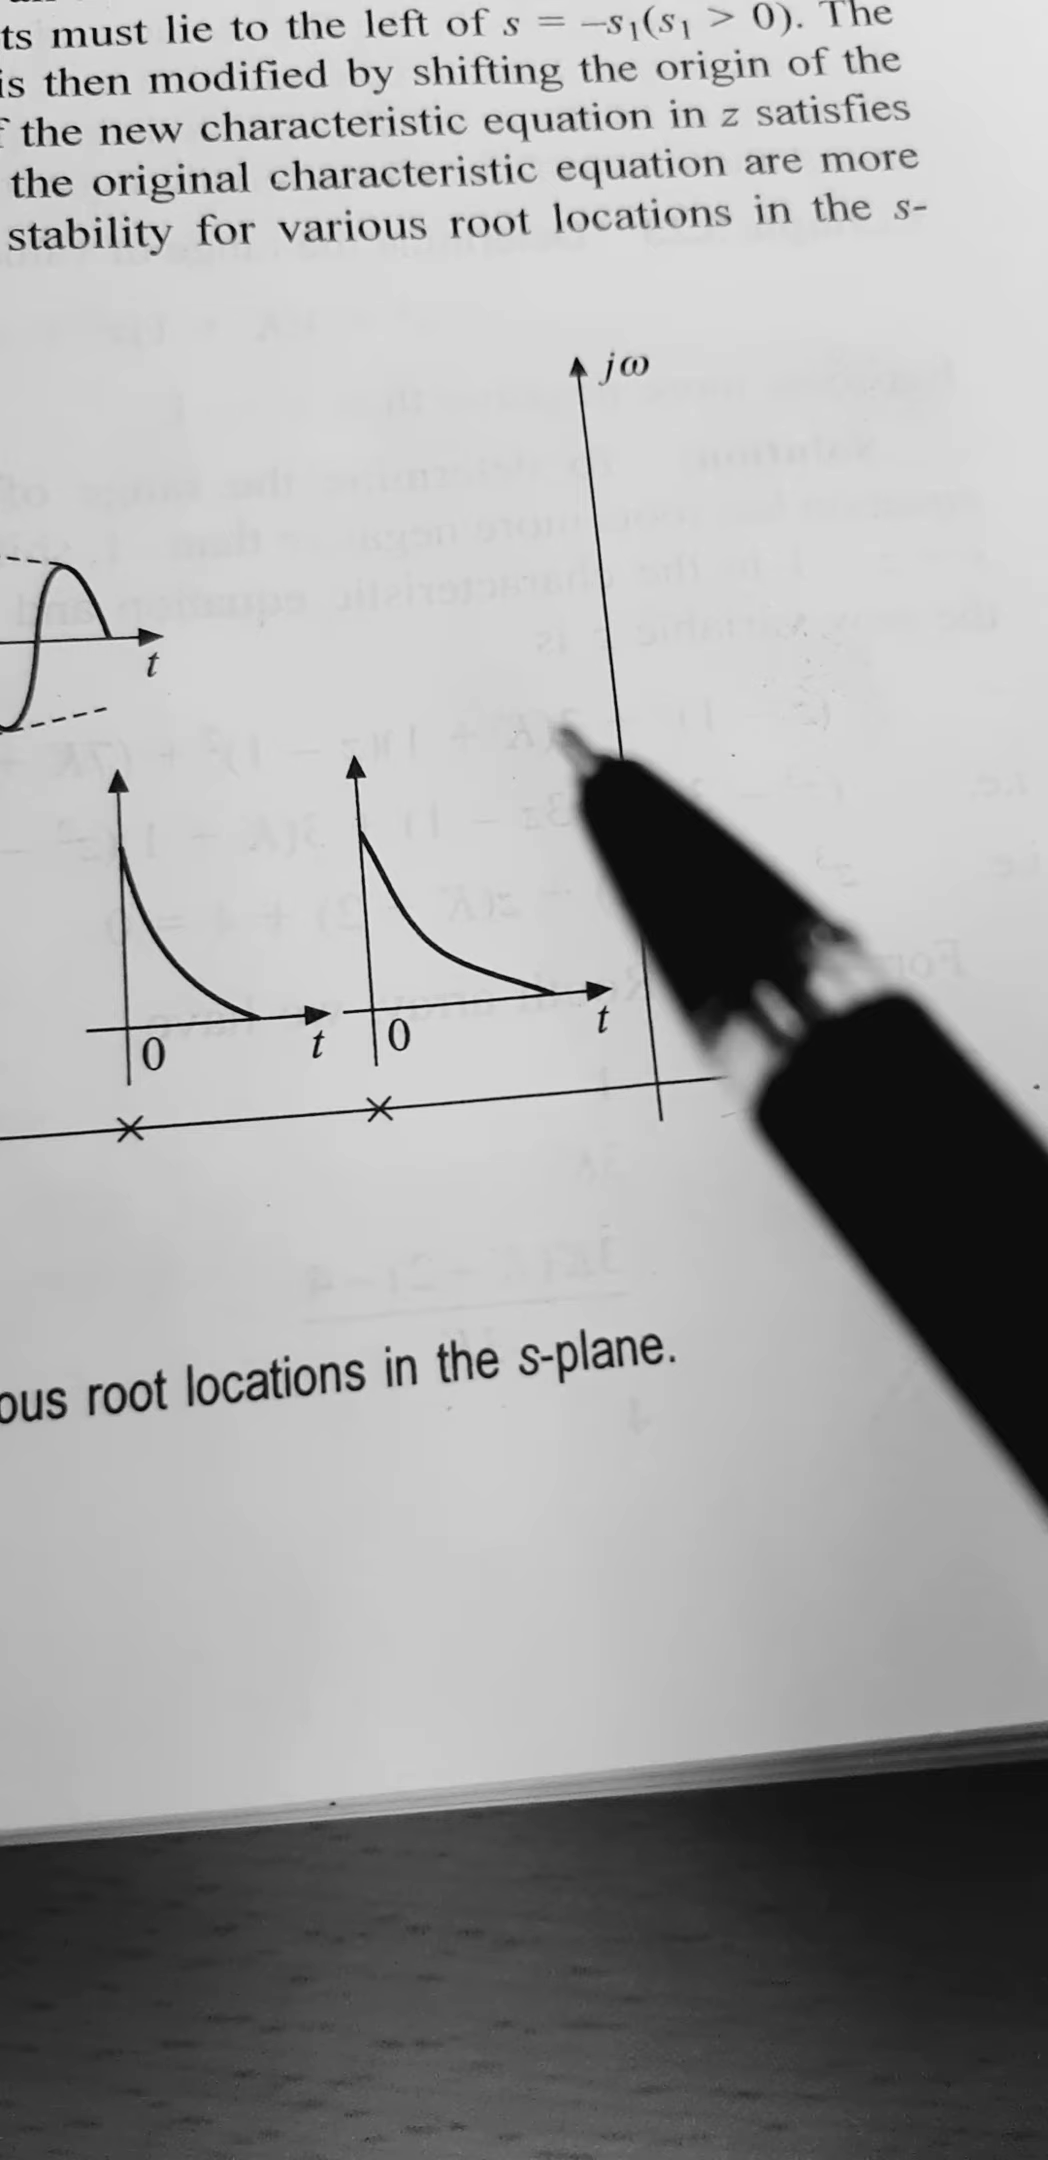 ts must lie to the left of s = –s₁(s₁ > 0). The
is then modified by shifting the origin of the
the new characteristic equation in z satisfies
the original characteristic equation are more
stability for various root locations in the s-
jω
t
0
t
0
t
ous root locations in the s-plane.